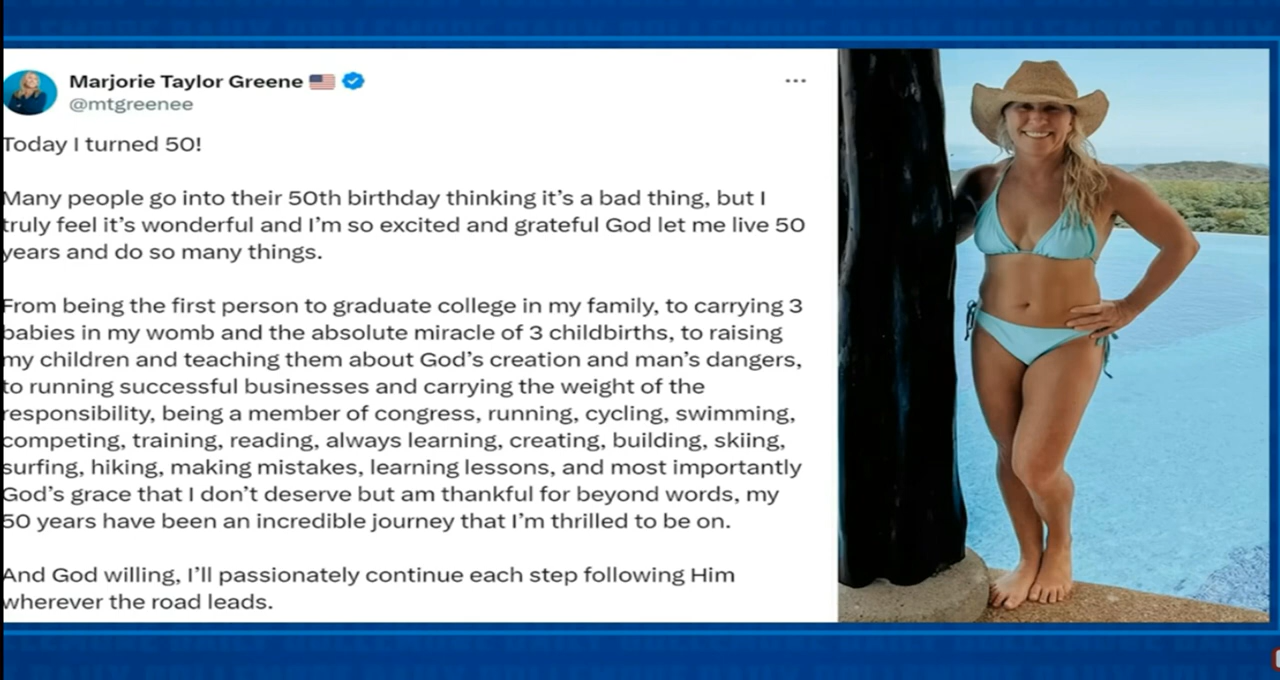 Marjorie Taylor Greene 🇺🇸
@mtgreenee
Today I turned 50!
Many people go into their 50th birthday thinking it's a bad thing, but I
truly feel it's wonderful and I'm so excited and grateful God let me live 50
years and do so many things.
From being the first person to graduate college in my family, to carrying 3
babies in my womb and the absolute miracle of 3 childbirths, to raising
my children and teaching them about God's creation and man's dangers,
to running successful businesses and carrying the weight of the
responsibility, being a member of congress, running, cycling, swimming,
competing, training, reading, always learning, creating, building, skiing,
surfing, hiking, making mistakes, learning lessons, and most importantly
God's grace that I don't deserve but am thankful for beyond words, my
50 years have been an incredible journey that I'm thrilled to be on.
And God willing, I'll passionately continue each step following Him
wherever the road leads.